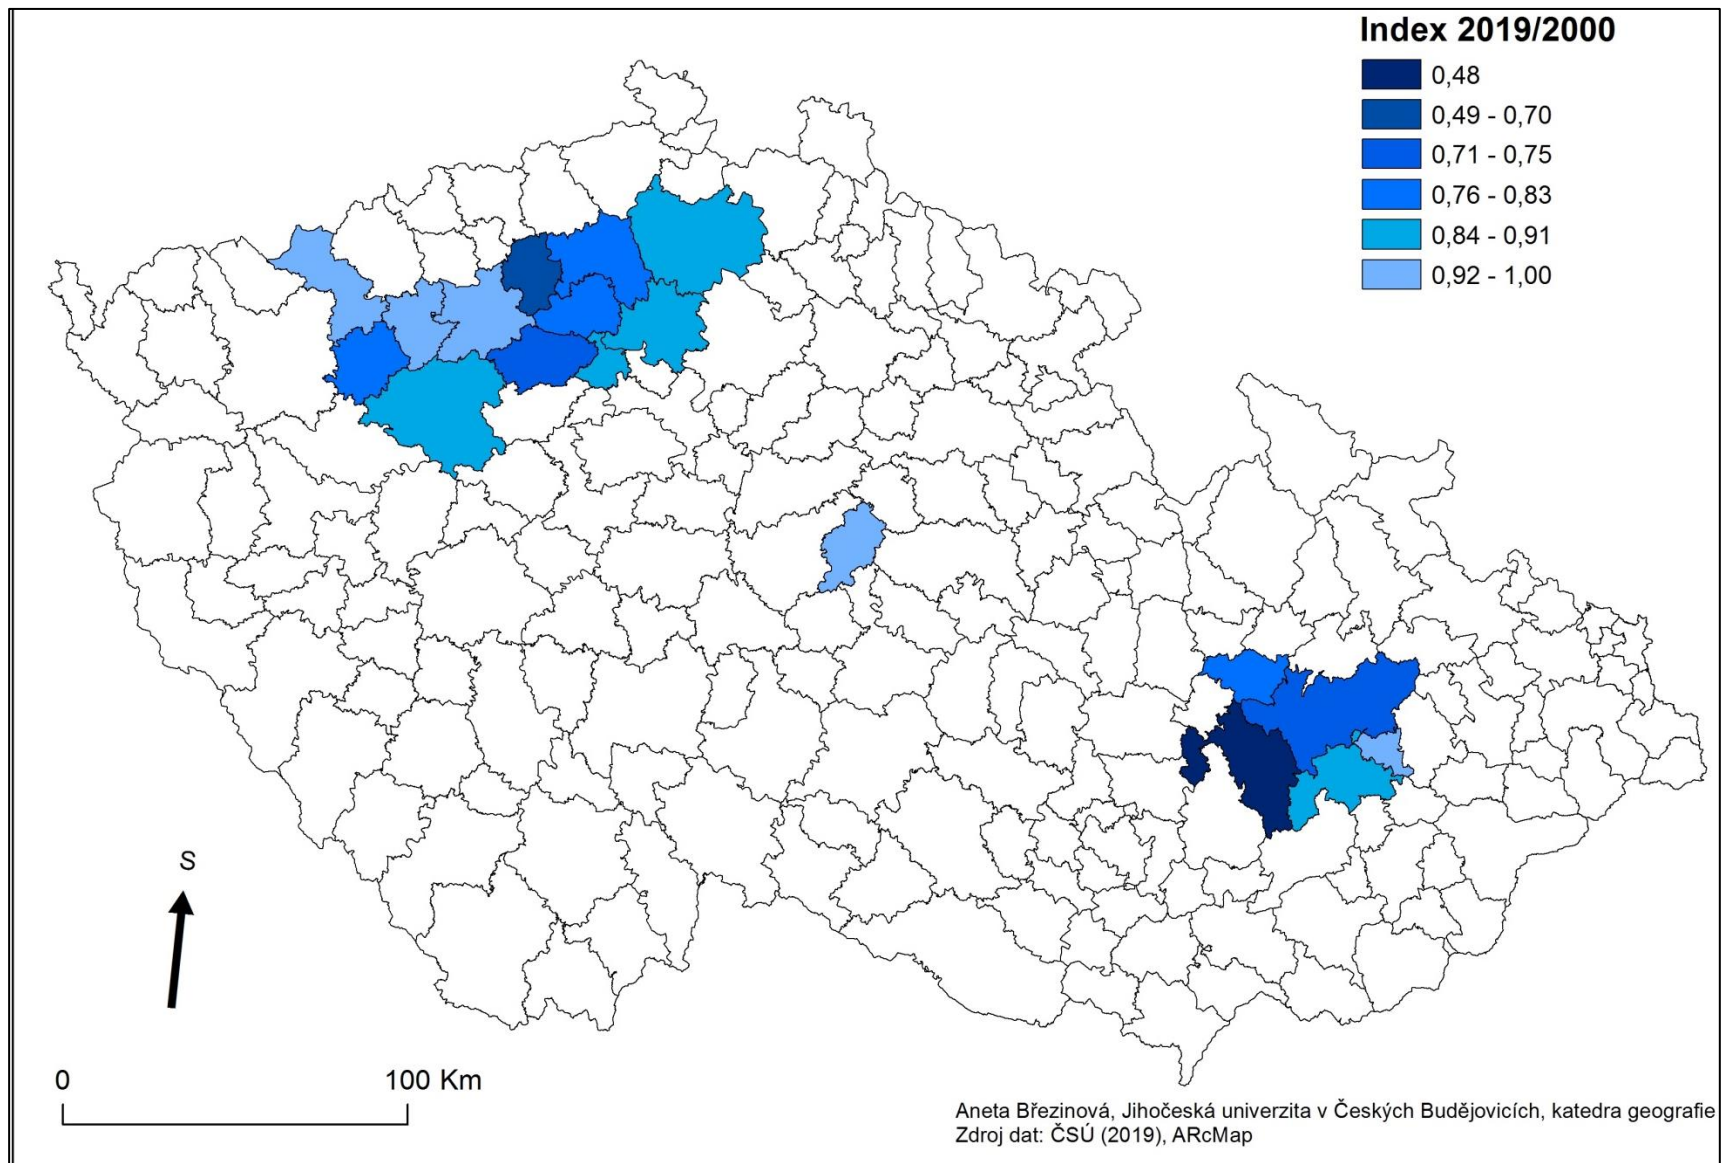 Index 2019/2000
0,48
0,49 - 0,70
0,71 - 0,75
0,76 - 0,83
0,84 - 0,91
0,92 - 1,00
S
0 100 Km
Aneta Březinová, Jihočeská univerzita v Českých Budějovicích, katedra geografie
Zdroj dat: ČSÚ (2019), ARcMap